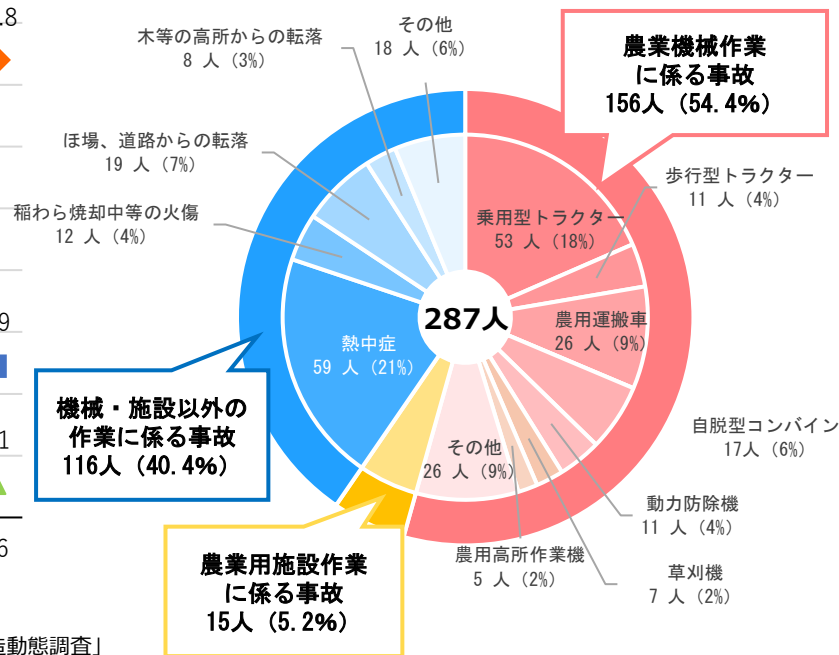 .8
9
1
6
造動態調査」
287人
農業機械作業
に係る事故
156人（54.4%）
乗用型トラクター
53 人（18%）
歩行型トラクター
11 人（4%）
農用運搬車
26 人（9%）
自脱型コンバイン
17人（6%）
動力防除機
11 人（4%）
草刈機
7 人（2%）
農用高所作業機
5 人（2%）
その他
26 人（9%）
農業用施設作業
に係る事故
15人（5.2%）
機械・施設以外の
作業に係る事故
116人（40.4%）
熱中症
59 人（21%）
稲わら焼却中等の火傷
12 人（4%）
ほ場、道路からの転落
19 人（7%）
木等の高所からの転落
8 人（3%）
その他
18 人（6%）